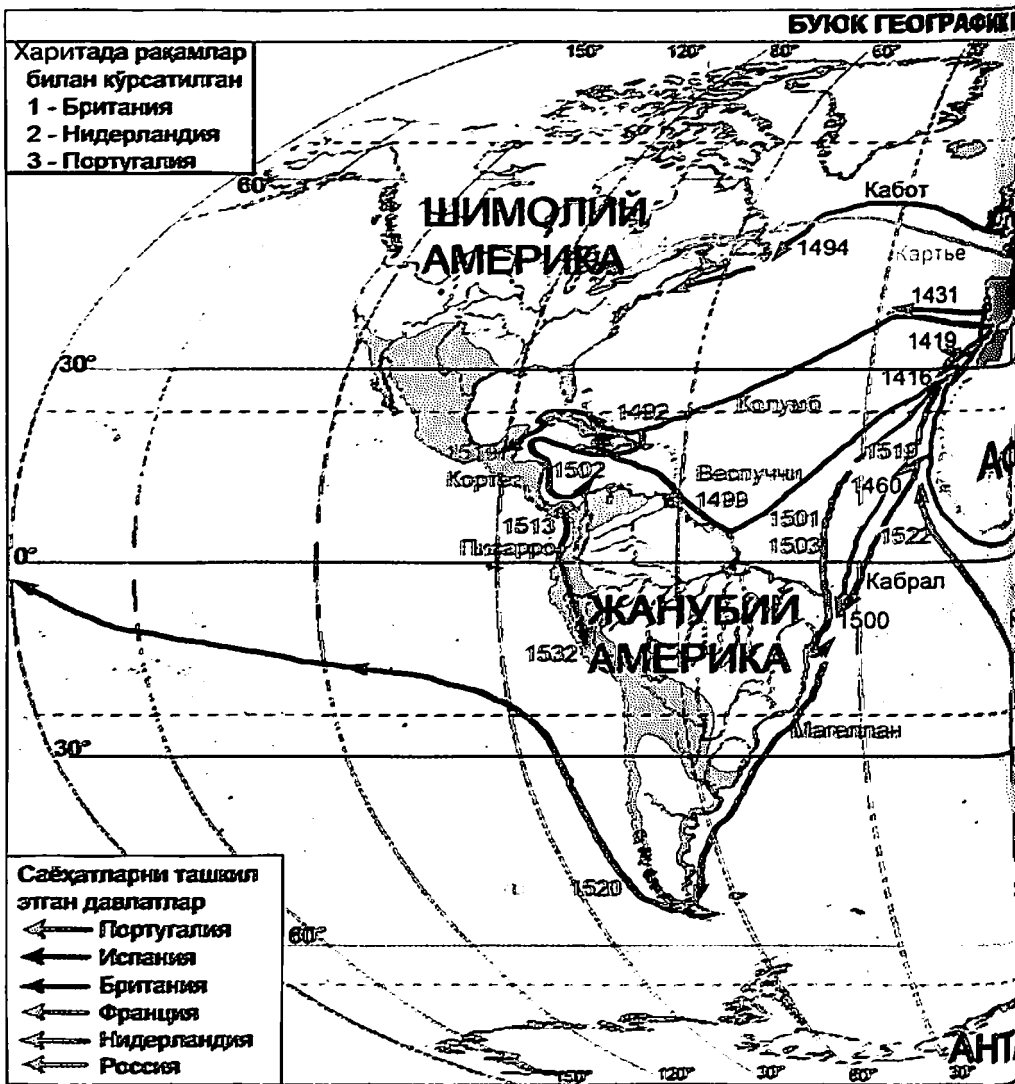 БУЮК ГЕОГРАФИК
Харитада рақамлар
билан кўрсатилган
1 - Британия
2 - Нидерландия
3 - Португалия
150°
120°
80°
60°
60°
Кабот
ШИМОЛИЙ
АМЕРИКА
1494
Картье
1431
1419
30°
1416
1492
Колумб
1519
1519
Кортес
1502
Веспуччи
1460
1499
1513
1501
1503
1522
Писарро
0°
Кабрал
ЖАНУБИЙ
АМЕРИКА
1500
1532
Магеллан
30°
Саёҳатларни ташкил
этган давлатлар
Португалия
Испания
Британия
Франция
Нидерландия
Россия
1520
60°
АНТА
150°
120°
30°
60°
30°